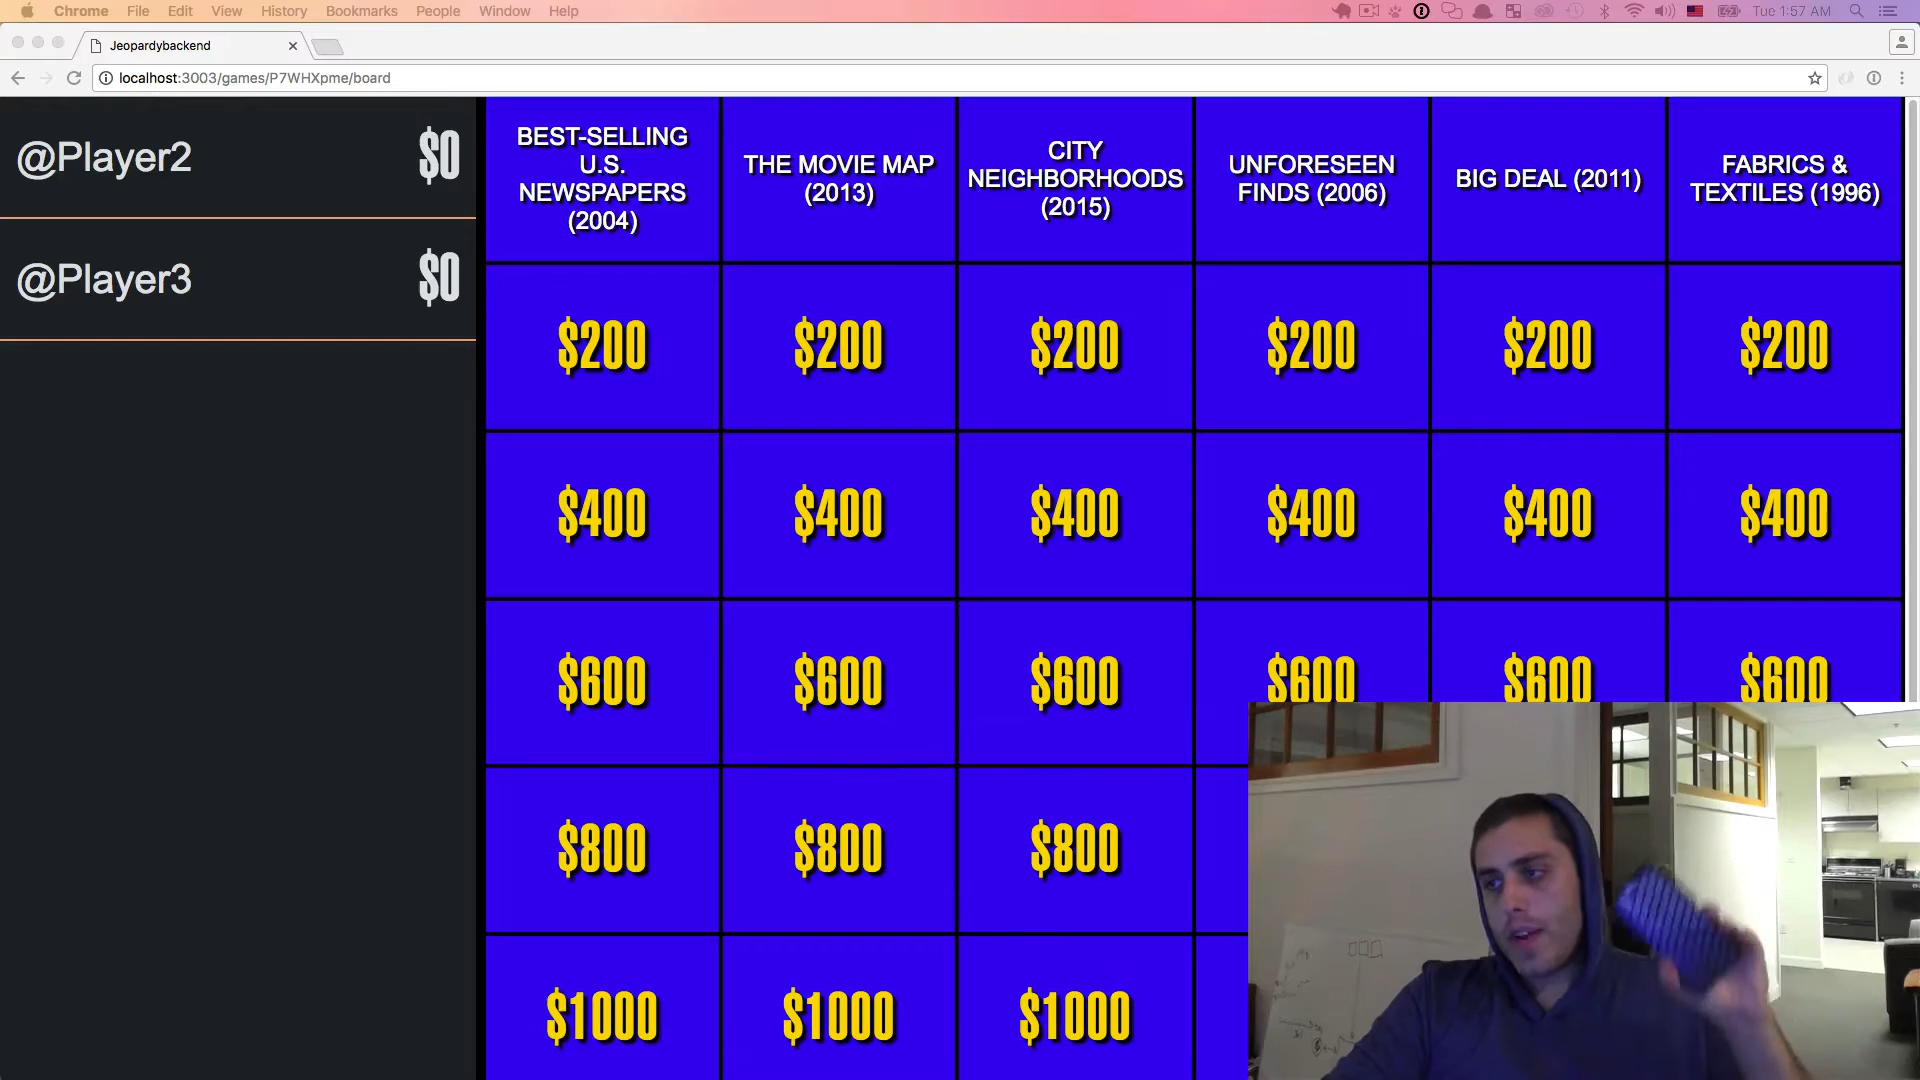 Chrome File Edit View History Bookmarks People Window Help
Tue 1:57 AM
Jeopardybackend
localhost:3003/games/P7WHXpme/board
@Player2 $0
@Player3 $0
BEST-SELLING
U.S.
NEWSPAPERS
(2004)
THE MOVIE MAP
(2013)
CITY
NEIGHBORHOODS
(2015)
UNFORESEEN
FINDS (2006)
BIG DEAL (2011)
FABRICS &
TEXTILES (1996)
$200 $200 $200 $200 $200 $200
$400 $400 $400 $400 $400 $400
$600 $600 $600 $600 $600 $600
$800 $800 $800
$1000 $1000 $1000